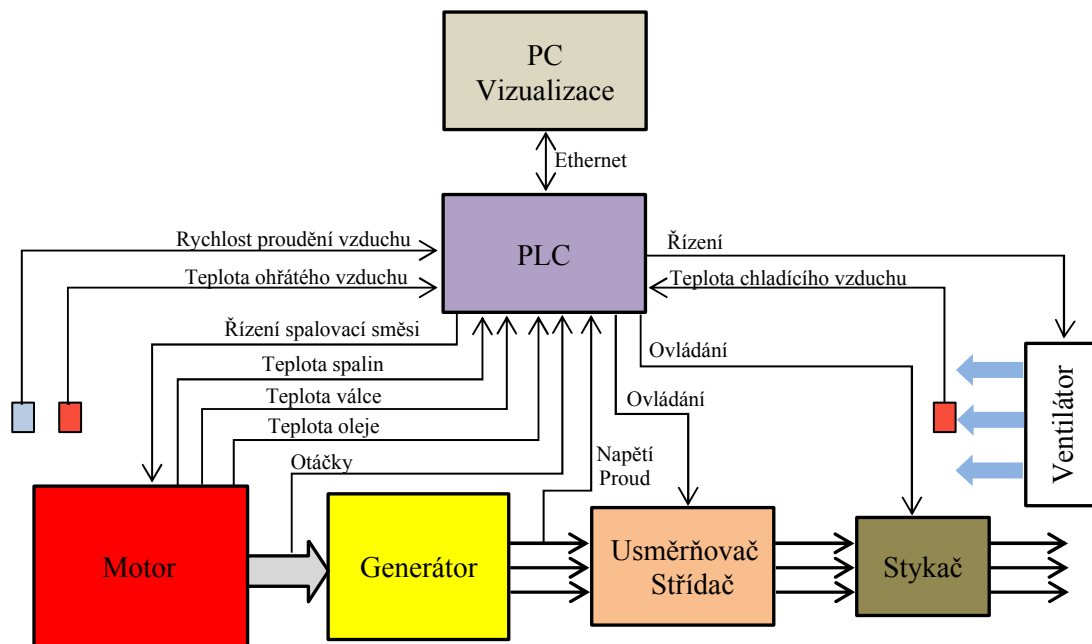 PC
Vizualizace
Ethernet
Rychlost proudění vzduchu
PLC
Řízení
Teplota ohřátého vzduchu
Teplota chladícího vzduchu
Řízení spalovací směsi
Ovládání
Teplota spalin
Teplota válce
Ovládání
Teplota oleje
Otáčky
Napětí
Proud
Ventilátor
Motor
Generátor
Usměrňovač
Střídač
Stykač